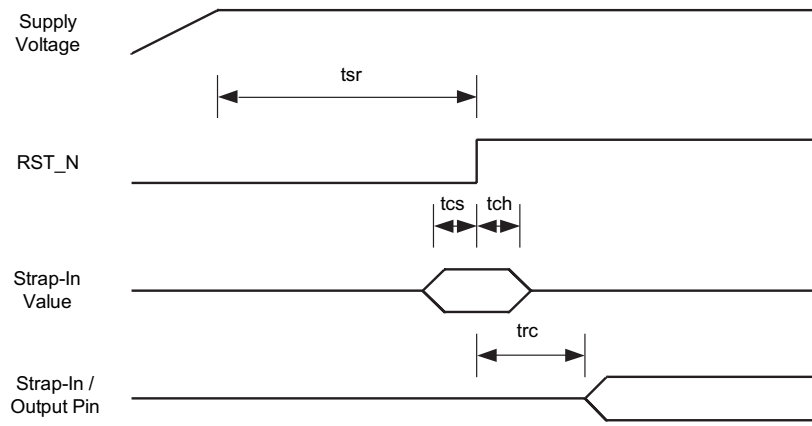 Supply
Voltage
tsr
RST_N
tcs
tch
Strap-In
Value
trc
Strap-In /
Output Pin